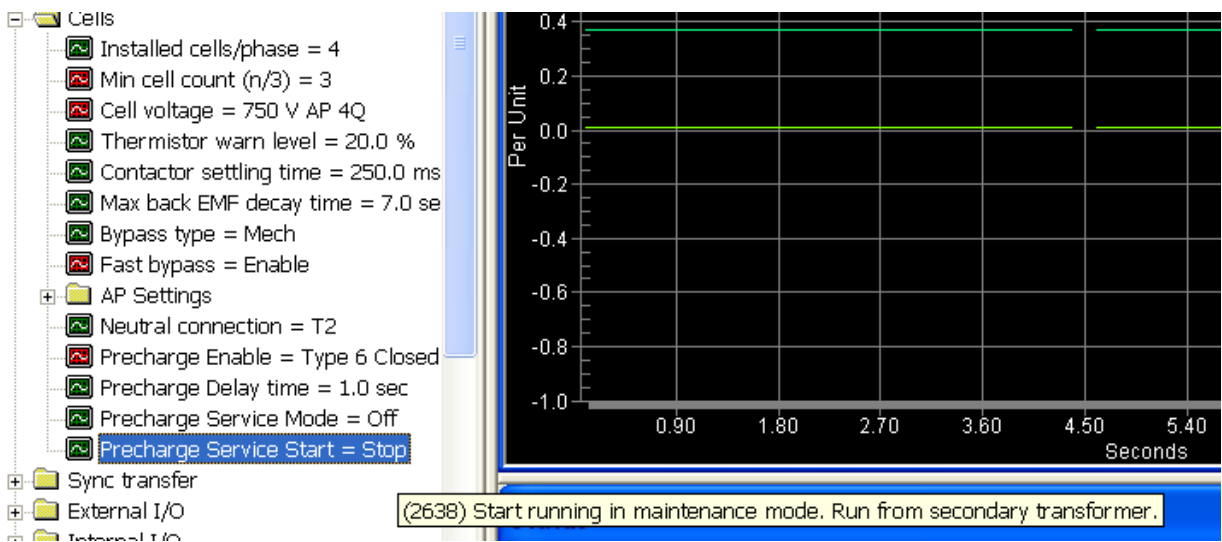 Cells
Installed cells/phase = 4
Min cell count (n/3) = 3
Cell voltage = 750 V AP 4Q
Thermistor warn level = 20.0 %
Contactor settling time = 250.0 ms
Max back EMF decay time = 7.0 se
Bypass type = Mech
Fast bypass = Enable
AP Settings
Neutral connection = T2
Precharge Enable = Type 6 Closed
Precharge Delay time = 1.0 sec
Precharge Service Mode = Off
Precharge Service Start = Stop
Sync transfer
External I/O
Internal I/O
(2638) Start running in maintenance mode. Run from secondary transformer.
Per Unit
0.4
0.2
0.0
-0.2
-0.4
-0.6
-0.8
-1.0
0.90 1.80 2.70 3.60 4.50 5.40
Seconds